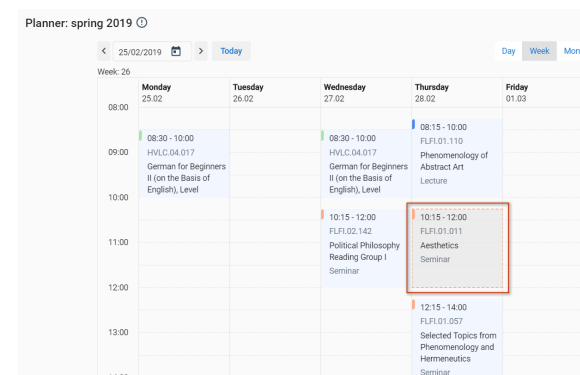 Planner: spring 2019
25/02/2019
Today
Day Week Mon
Week: 26
Monday Tuesday Wednesday Thursday Friday
25.02 26.02 27.02 28.02 01.03
08:00
09:00
10:00
11:00
12:00
13:00
08:30 - 10:00
HVLC.04.017
German for Beginners
II (on the Basis of
English), Level
08:30 - 10:00
HVLC.04.017
German for Beginners
II (on the Basis of
English), Level
10:15 - 12:00
FLFI.02.142
Political Philosophy
Reading Group I
Seminar
08:15 - 10:00
FLFI.01.110
Phenomenology of
Abstract Art
Lecture
10:15 - 12:00
FLFI.01.011
Aesthetics
Seminar
12:15 - 14:00
FLFI.01.057
Selected Topics from
Phenomenology and
Hermeneutics
Seminar